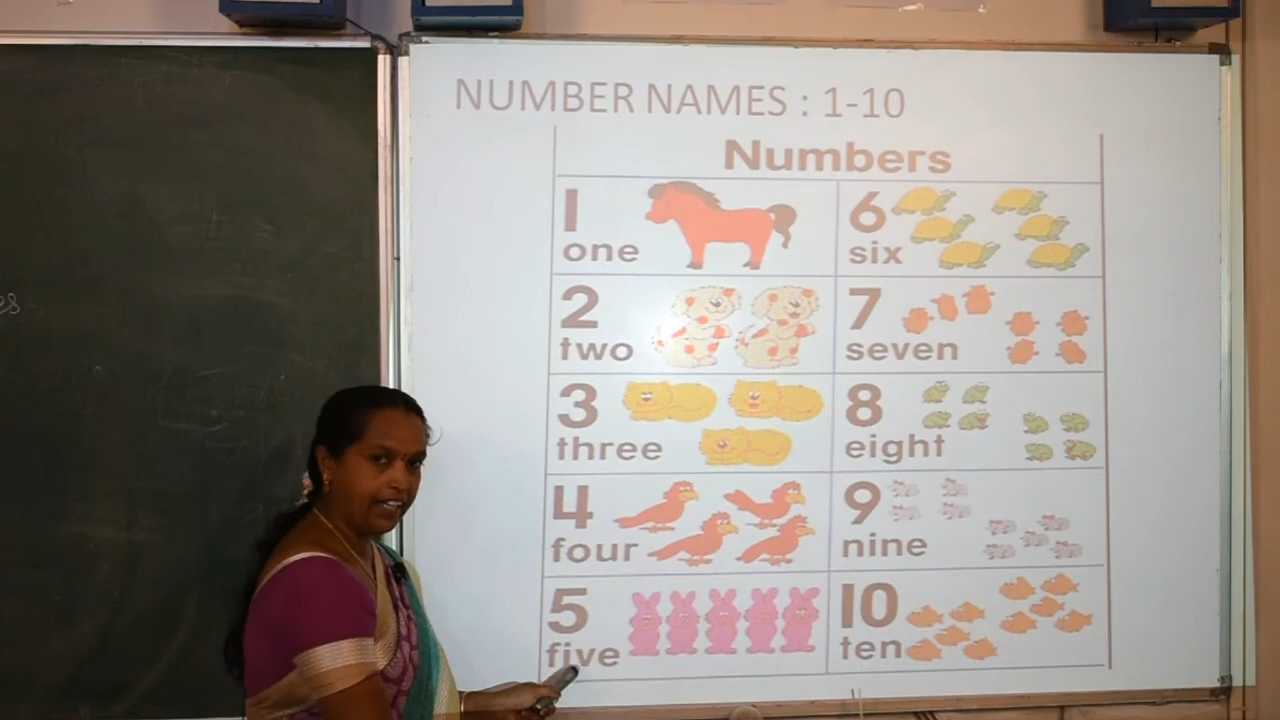 NUMBER NAMES : 1-10
Numbers
1
one
2
two
3
three
4
four
5
five
6
six
7
seven
8
eight
9
nine
10
ten